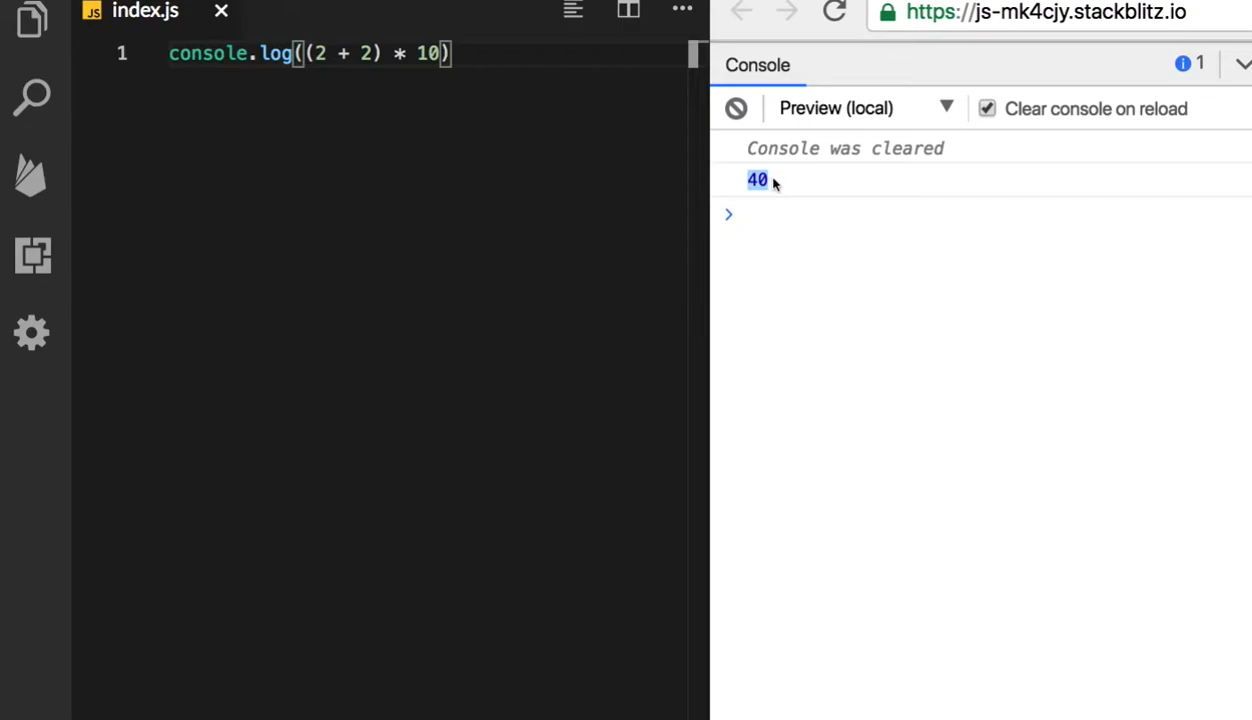 JS index.js
1 console.log((2 + 2) * 10)
https://js-mk4cjy.stackblitz.io
Console
1
Preview (local)
Clear console on reload
Console was cleared
40